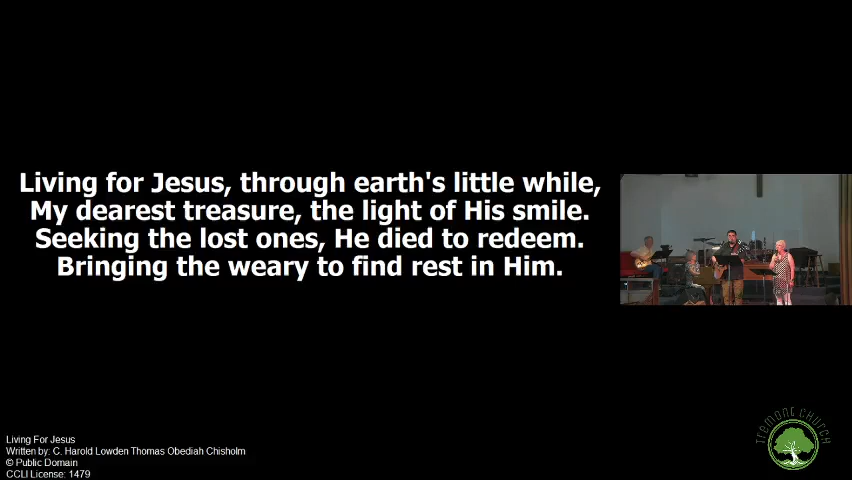 Living for Jesus, through earth's little while,
My dearest treasure, the light of His smile.
Seeking the lost ones, He died to redeem.
Bringing the weary to find rest in Him.
Living For Jesus
Written by: C. Harold Lowden Thomas Obediah Chisholm
© Public Domain
CCLI License: 1479
TREMONT CHURCH